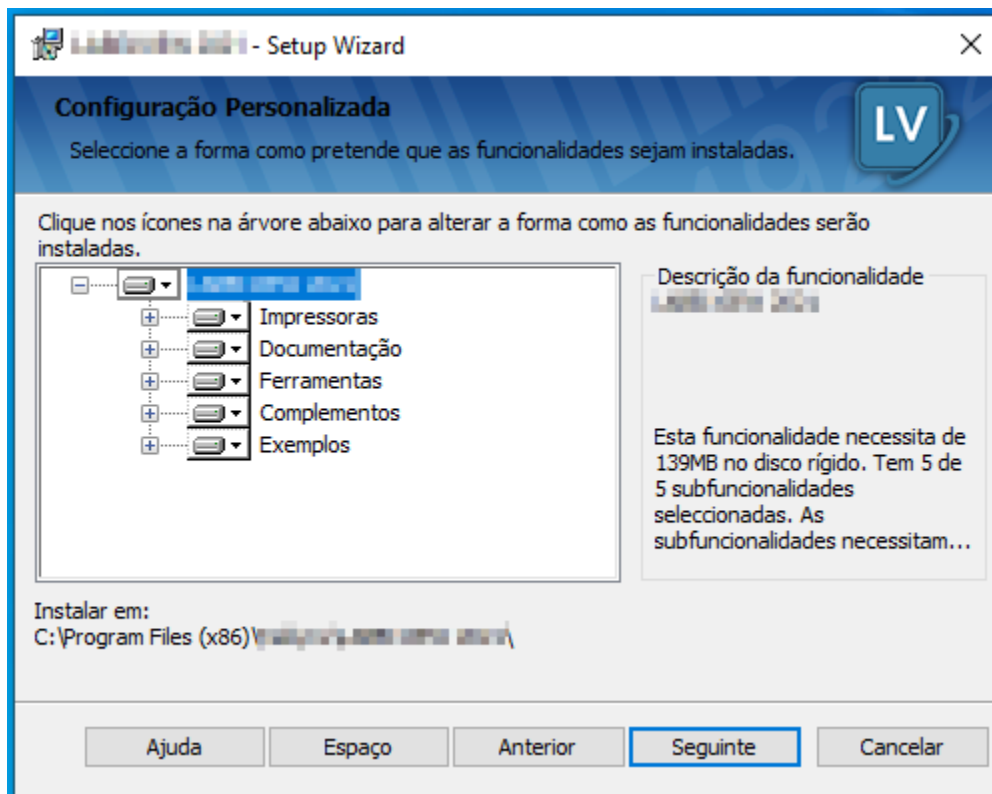 - Setup Wizard
Configuração Personalizada
Seleccione a forma como pretende que as funcionalidades sejam instaladas.
LV
Clique nos ícones na árvore abaixo para alterar a forma como as funcionalidades serão
instaladas.
Impressoras
Documentação
Ferramentas
Complementos
Exemplos
Descrição da funcionalidade
Esta funcionalidade necessita de
139MB no disco rígido. Tem 5 de
5 subfuncionalidades
seleccionadas. As
subfuncionalidades necessitam...
Instalar em:
C:\Program Files (x86)\
Ajuda
Espaço
Anterior
Seguinte
Cancelar